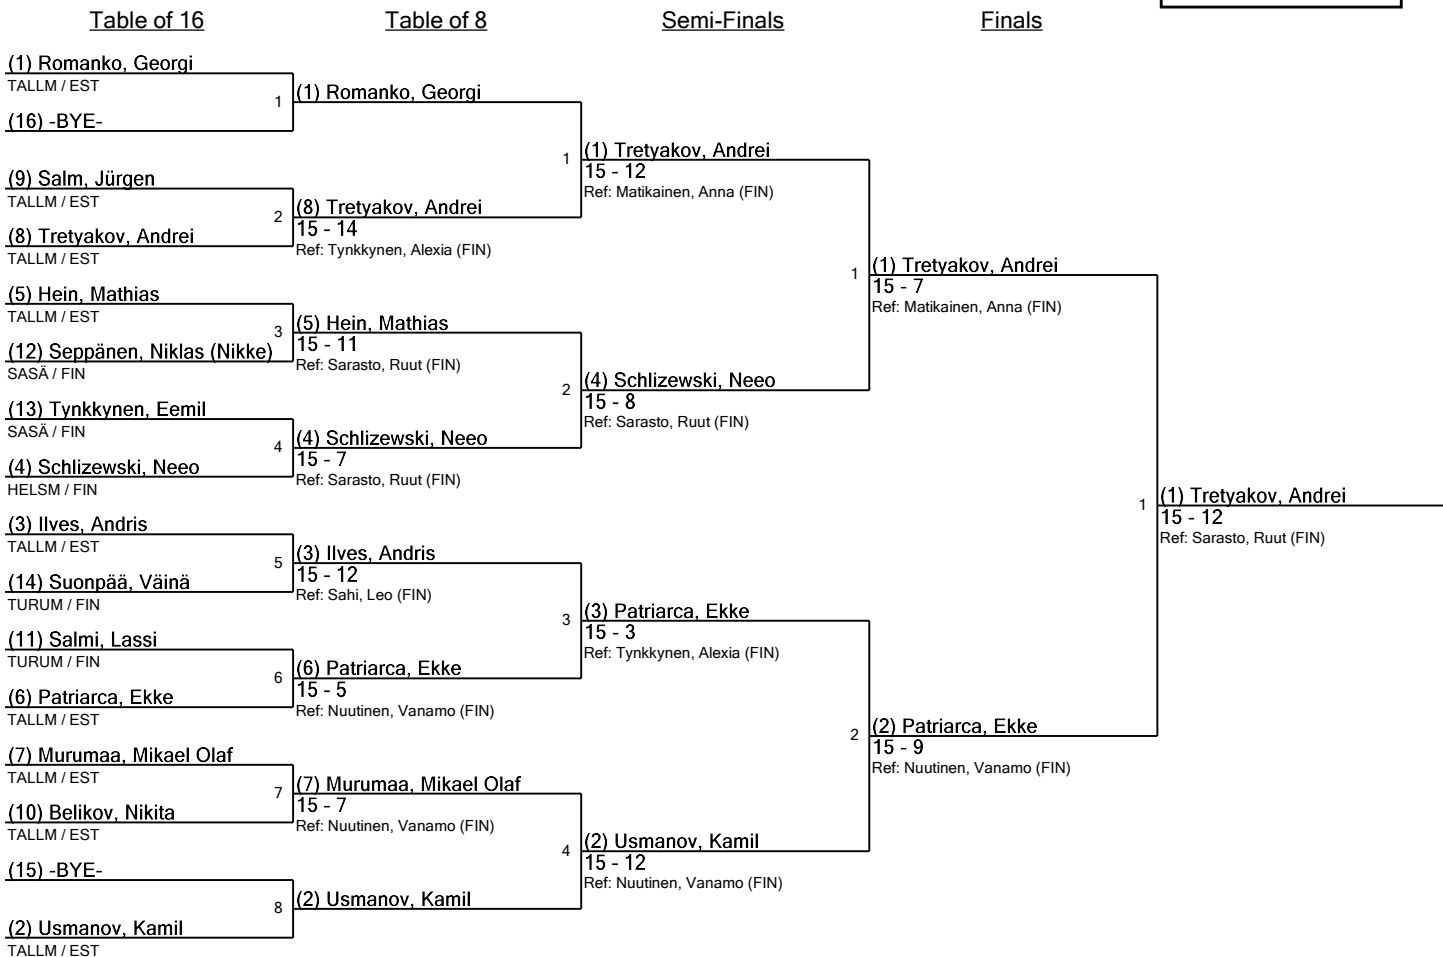 Table of 16
Table of 8
Semi-Finals
Finals
(1) Romanko, Georgi
TALLM / EST
1
(16) -BYE-
(9) Salm, Jürgen
TALLM / EST
2
(8) Tretyakov, Andrei
TALLM / EST
(5) Hein, Mathias
TALLM / EST
3
(12) Seppänen, Niklas (Nikke)
SASÄ / FIN
(13) Tynkkynen, Eemil
SASÄ / FIN
4
(4) Schlizewski, Neeo
HELSM / FIN
(3) Ilves, Andris
TALLM / EST
5
(14) Suonpää, Väinä
TURUM / FIN
(11) Salmi, Lassi
TURUM / FIN
6
(6) Patriarca, Ekke
TALLM / EST
(7) Murumaa, Mikael Olaf
TALLM / EST
7
(10) Belikov, Nikita
TALLM / EST
(15) -BYE-
8
(2) Usmanov, Kamil
TALLM / EST
(1) Romanko, Georgi
1
(8) Tretyakov, Andrei
15 - 14
Ref: Tynkkynen, Alexia (FIN)
(5) Hein, Mathias
15 - 11
Ref: Sarasto, Ruut (FIN)
2
(4) Schlizewski, Neeo
15 - 7
Ref: Sarasto, Ruut (FIN)
(3) Ilves, Andris
15 - 12
Ref: Sahi, Leo (FIN)
3
(6) Patriarca, Ekke
15 - 5
Ref: Nuutinen, Vanamo (FIN)
(7) Murumaa, Mikael Olaf
15 - 7
Ref: Nuutinen, Vanamo (FIN)
4
(2) Usmanov, Kamil
(1) Tretyakov, Andrei
15 - 12
Ref: Matikainen, Anna (FIN)
1
(4) Schlizewski, Neeo
15 - 8
Ref: Sarasto, Ruut (FIN)
(3) Patriarca, Ekke
15 - 3
Ref: Tynkkynen, Alexia (FIN)
2
(2) Usmanov, Kamil
15 - 12
Ref: Nuutinen, Vanamo (FIN)
(1) Tretyakov, Andrei
15 - 7
Ref: Matikainen, Anna (FIN)
1
(2) Patriarca, Ekke
15 - 9
Ref: Nuutinen, Vanamo (FIN)
(1) Tretyakov, Andrei
15 - 12
Ref: Sarasto, Ruut (FIN)